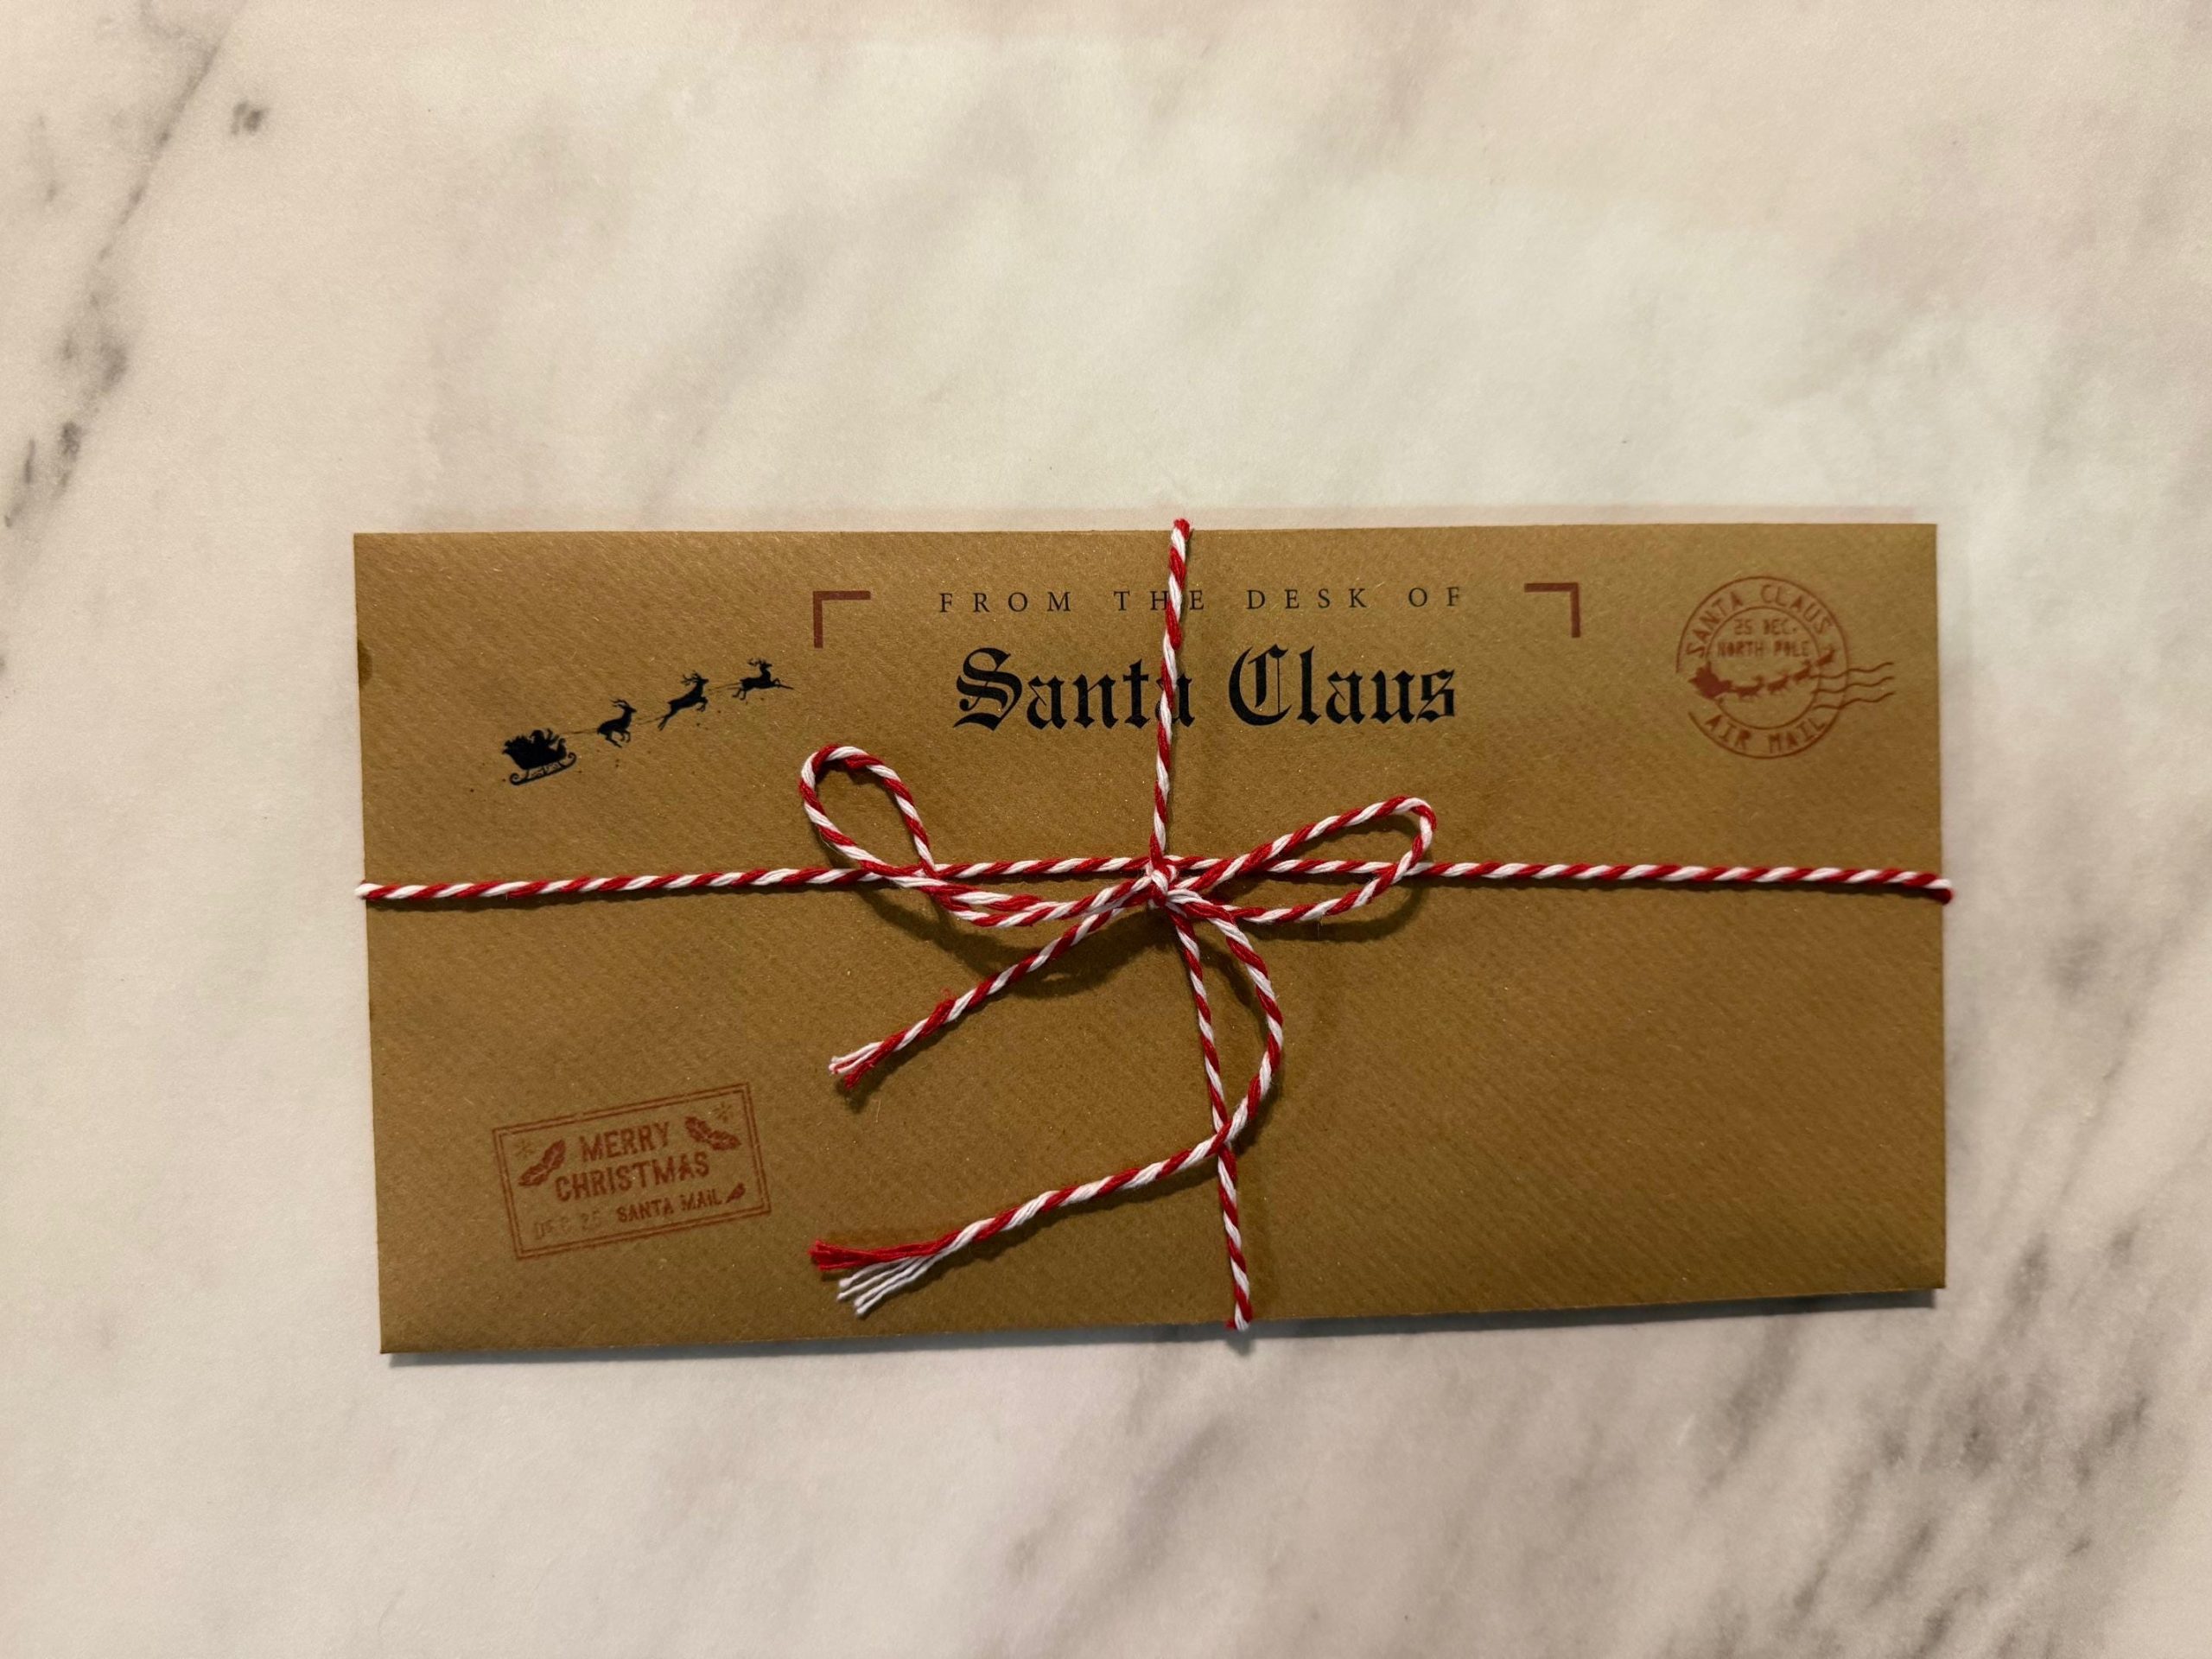 FROM THE DESK OF
Santa Claus
SANTA CLAUS
25 DEC.
NORTH POLE
AIR MAIL
MERRY
CHRISTMAS
DEC 25 SANTA MAIL